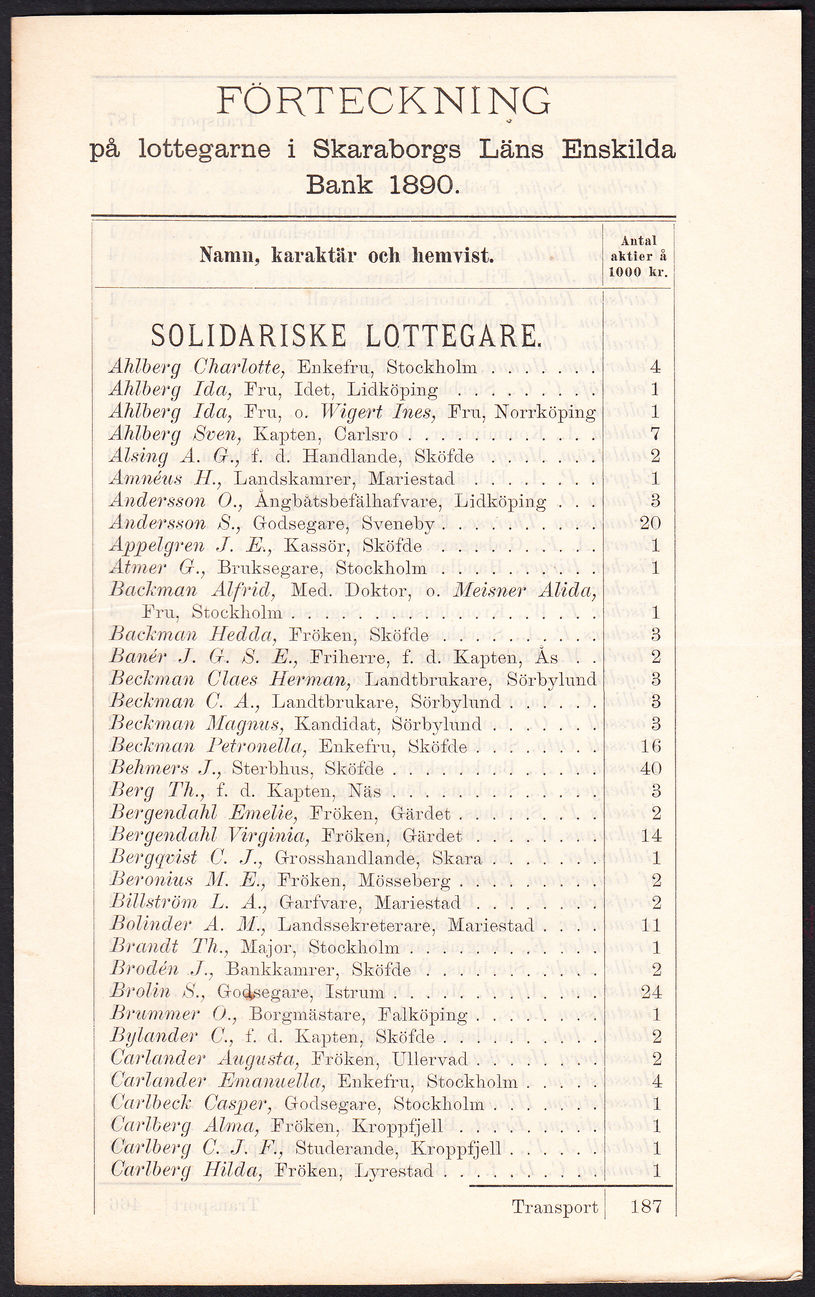 FÖRTECKNING
på lottegarne i Skaraborgs Läns Enskilda
Bank 1890.
Namn, karaktär och hemvist.
Antal
aktier å
1000 kr.
SOLIDARISKE LOTTEGARE.
Ahlberg Charlotte, Enkefru, Stockholm . . . . . . . 4
Ahlberg Ida, Fru, Idet, Lidköping . . . . . . . . . 1
Ahlberg Ida, Fru, o. Wigert Ines, Fru, Norrköping 1
Ahlberg Sven, Kapten, Carlsro . . . . . . . . . . . 7
Alsing A. G., f. d. Handlande, Sköfde . . . . . . . 2
Amnéus H., Landskamrer, Mariestad . . . . . . . . 1
Andersson O., Ångbåtsbefälhafvare, Lidköping . . . 3
Andersson S., Godsegare, Sveneby . . . . . . . . . 20
Appelgren J. E., Kassör, Sköfde . . . . . . . . . 1
Atmer G., Bruksegare, Stockholm . . . . . . . . . 1
Backman Alfrid, Med. Doktor, o. Meisner Alida,
Fru, Stockholm . . . . . . . . . . . . . . . . 1
Backman Hedda, Fröken, Sköfde . . . . . . . . . 3
Banér J. G. S. E., Friherre, f. d. Kapten, Ås . . 2
Beckman Claes Herman, Landtbrukare, Sörbylund 3
Beckman C. A., Landtbrukare, Sörbylund . . . . . . 3
Beckman Magnus, Kandidat, Sörbylund . . . . . . . 3
Beckman Petronella, Enkefru, Sköfde . . . . . . . . 16
Behmers J., Sterbhus, Sköfde . . . . . . . . . . . 40
Berg Th., f. d. Kapten, Näs . . . . . . . . . . . 3
Bergendahl Emelie, Fröken, Gärdet . . . . . . . . 2
Bergendahl Virginia, Fröken, Gärdet . . . . . . . . 14
Bergqvist C. J., Grosshandlande, Skara . . . . . . . 1
Beronius M. E., Fröken, Mösseberg . . . . . . . . 2
Billström L. A., Garfvare, Mariestad . . . . . . . . 2
Bolinder A. M., Landssekreterare, Mariestad . . . . 11
Brandt Th., Major, Stockholm . . . . . . . . . . . 1
Brodén J., Bankkamrer, Sköfde . . . . . . . . . . 2
Brolin S., Godsegare, Istrum . . . . . . . . . . . 24
Brummer O., Borgmästare, Falköping . . . . . . . . 1
Bylander C., f. d. Kapten, Sköfde . . . . . . . . . 2
Carlander Augusta, Fröken, Ullervad . . . . . . . . 2
Carlander Emanuella, Enkefru, Stockholm . . . . . 4
Carlbeck Casper, Godsegare, Stockholm . . . . . . . 1
Carlberg Alma, Fröken, Kroppfjell . . . . . . . . . 1
Carlberg C. J. F., Studerande, Kroppfjell . . . . . . 1
Carlberg Hilda, Fröken, Lyrestad . . . . . . . . . 1
Transport 187